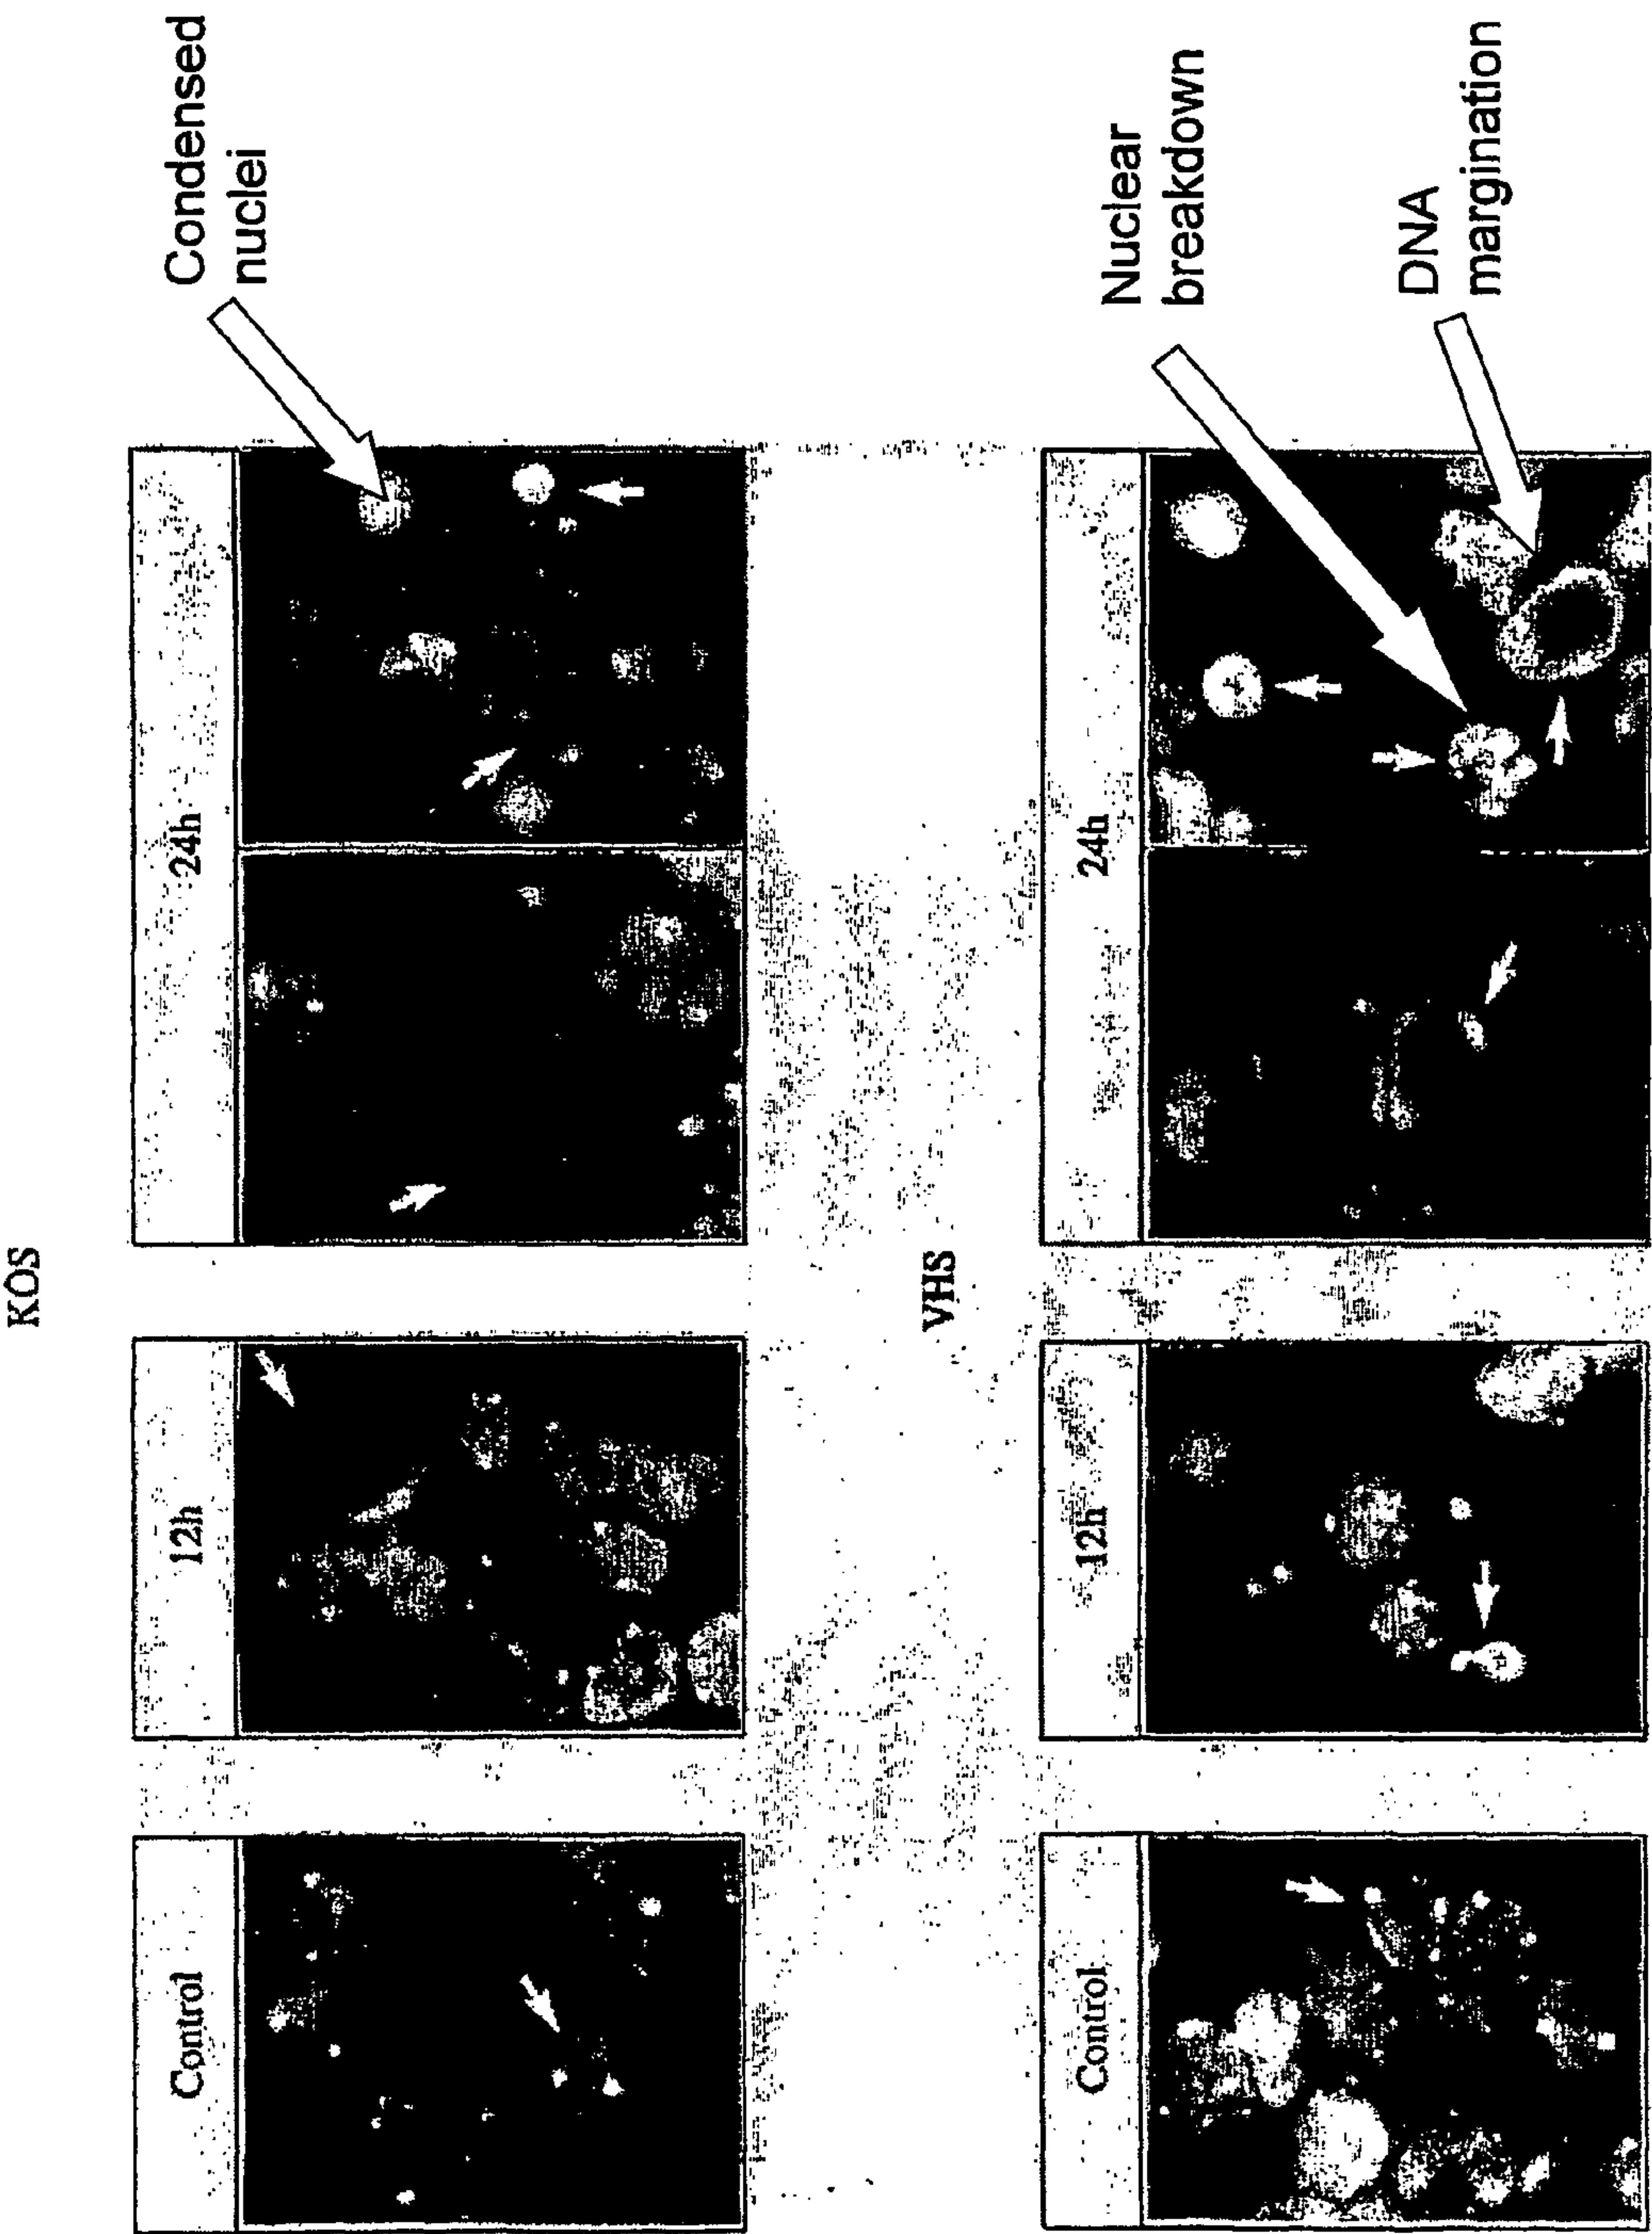 KOS
Control
12h
24h
Condensed
nuclei
VHS
Control
12h
24h
Nuclear
breakdown
DNA
margination